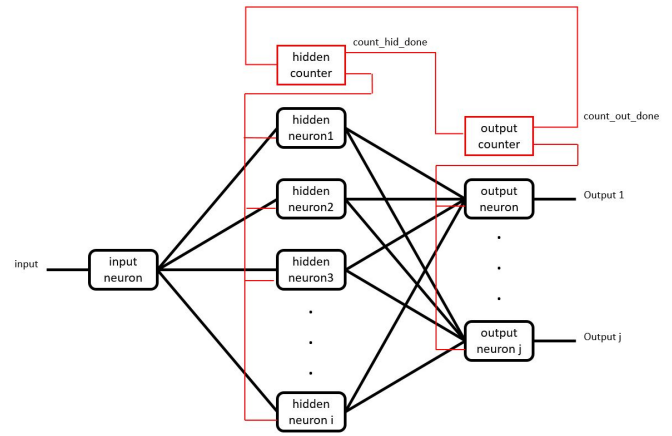 count_hid_done
hidden
counter
count_out_done
hidden
neuron1
output
counter
hidden
neuron2
output
neuron
Output 1
input
input
neuron
hidden
neuron3
output
neuron j
Output j
hidden
neuron i